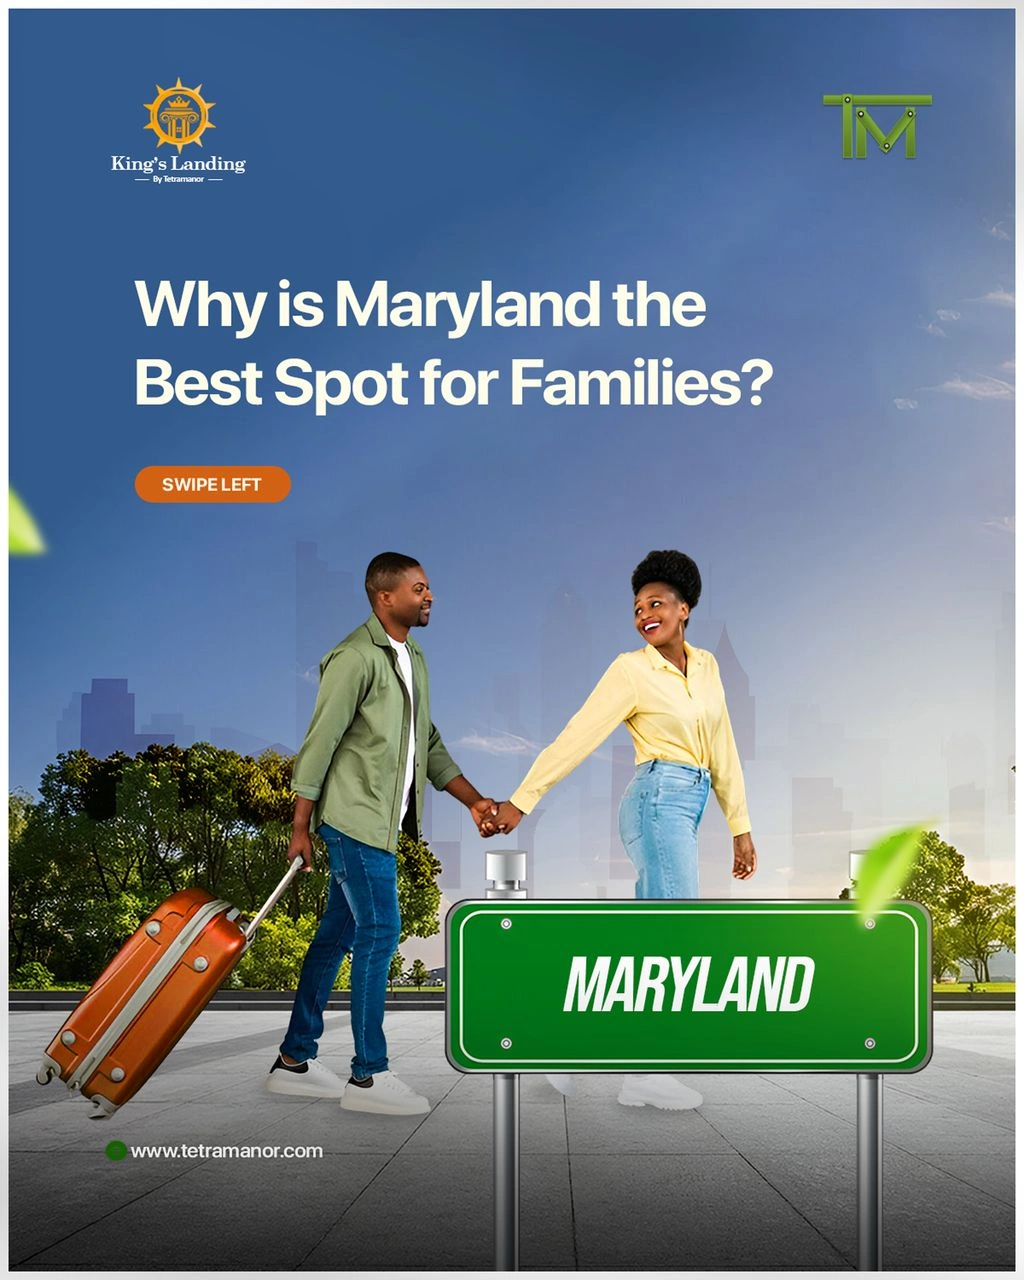 King's Landing
By Tetramanor
TM
Why is Maryland the
Best Spot for Families?
SWIPE LEFT
MARYLAND
www.tetramanor.com